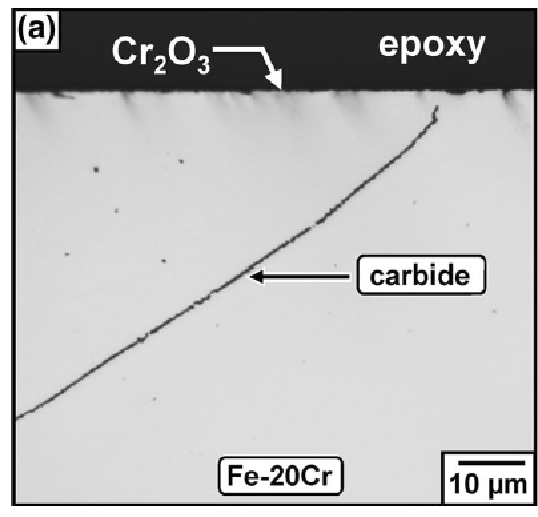 (a)
Cr₂O₃
epoxy
carbide
Fe-20Cr
10 µm